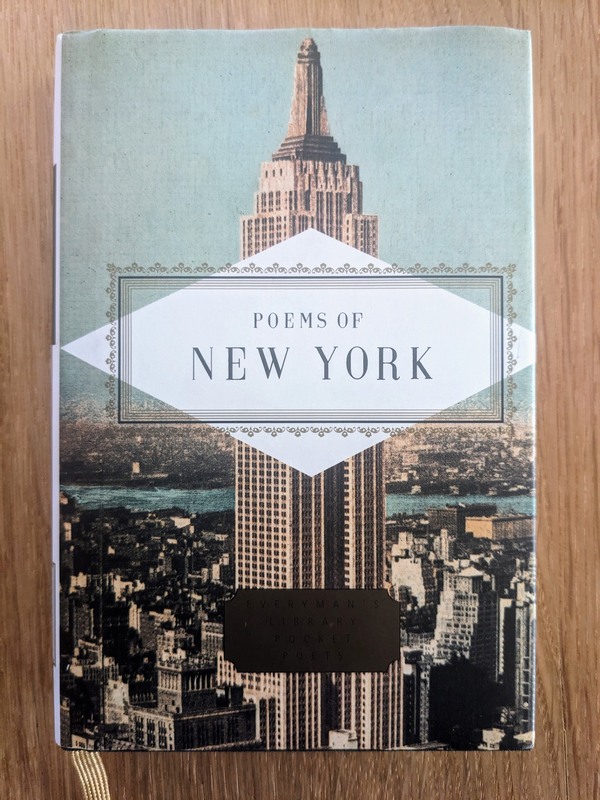 POEMS OF
NEW YORK
EVERYMAN'S
LIBRARY
POCKET
POETS